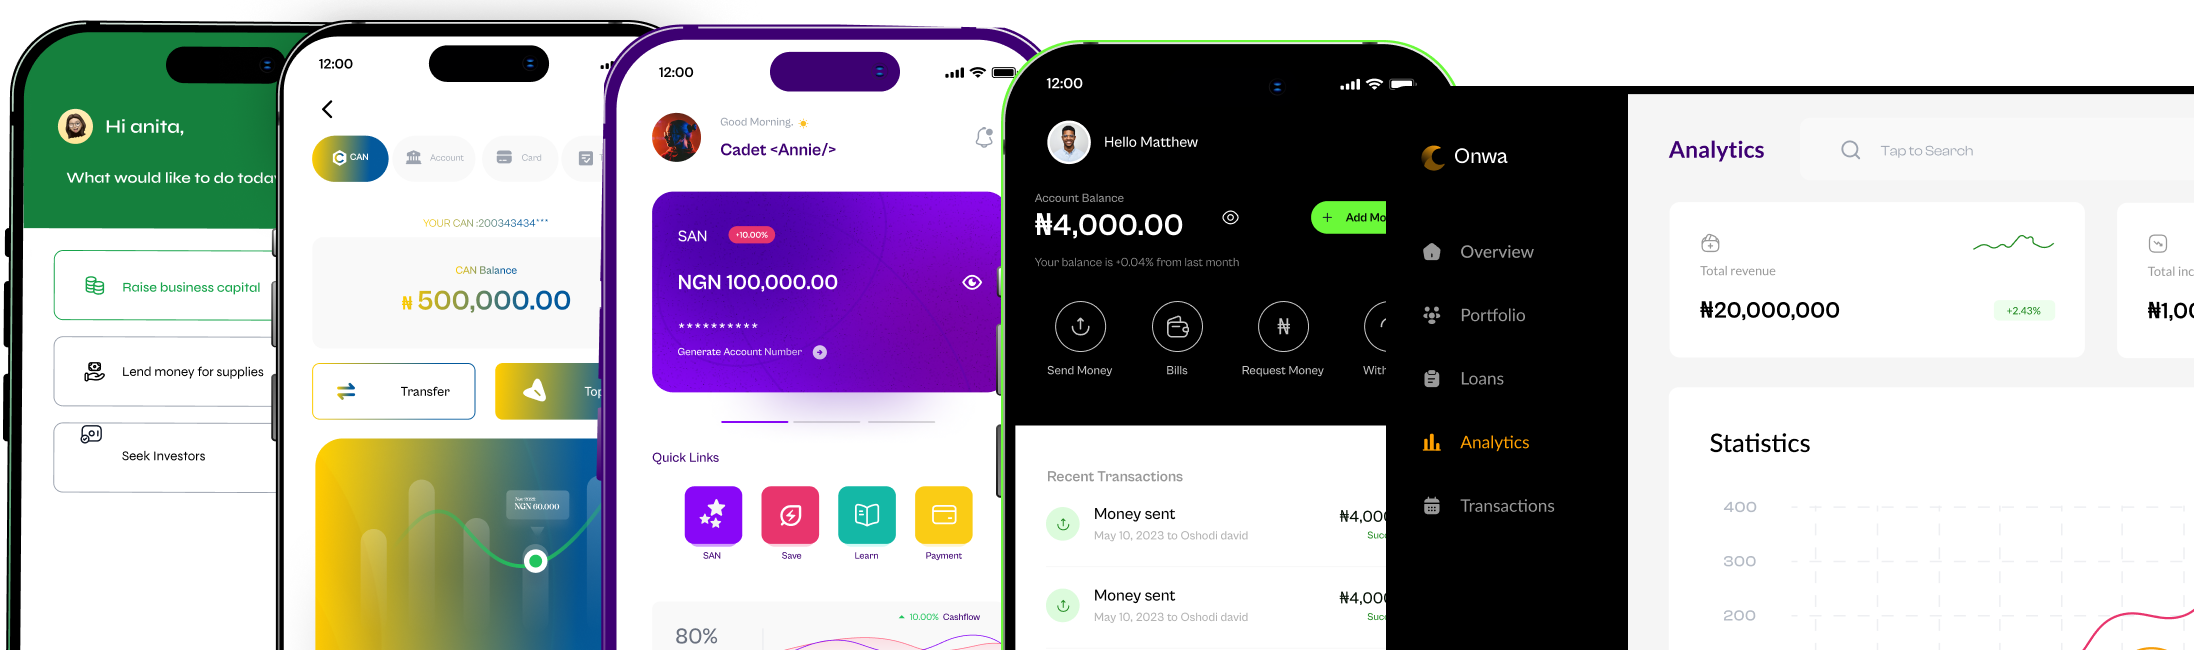 Hi anita,
What would like to do today
Raise business capital
Lend money for supplies
Seek Investors
12:00
CAN
Account
Card
YOUR CAN :200343434***
CAN Balance
₦ 500,000.00
Transfer
Top
NGN 60,000
12:00
Good Morning.
Cadet <Annie/>
SAN
+10.00%
NGN 100,000.00
**********
Generate Account Number
Quick Links
SAN
Save
Learn
Payment
10.00% Cashflow
80%
12:00
Hello Matthew
Account Balance
₦4,000.00
Add Mo
Your balance is +0.04% from last month
Send Money
Bills
Request Money
With
Recent Transactions
Money sent
₦4,000
May 10, 2023 to Oshodi david
Succ
Money sent
₦4,000
May 10, 2023 to Oshodi david
Succ
Onwa
Overview
Portfolio
Loans
Analytics
Transactions
Analytics
Tap to Search
Total revenue
₦20,000,000
+2.43%
Total inc
₦1,00
Statistics
400
300
200